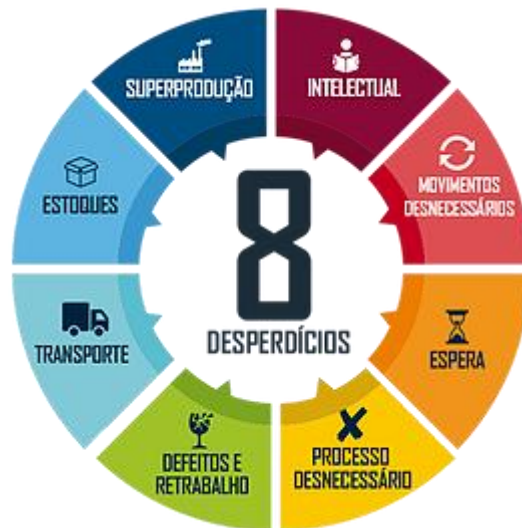 8
DESPERDÍCIOS
SUPERPRODUÇÃO
INTELECTUAL
MOVIMENTOS
DESNECESSÁRIOS
ESPERA
PROCESSO
DESNECESSÁRIO
DEFEITOS E
RETRABALHO
TRANSPORTE
ESTOQUES